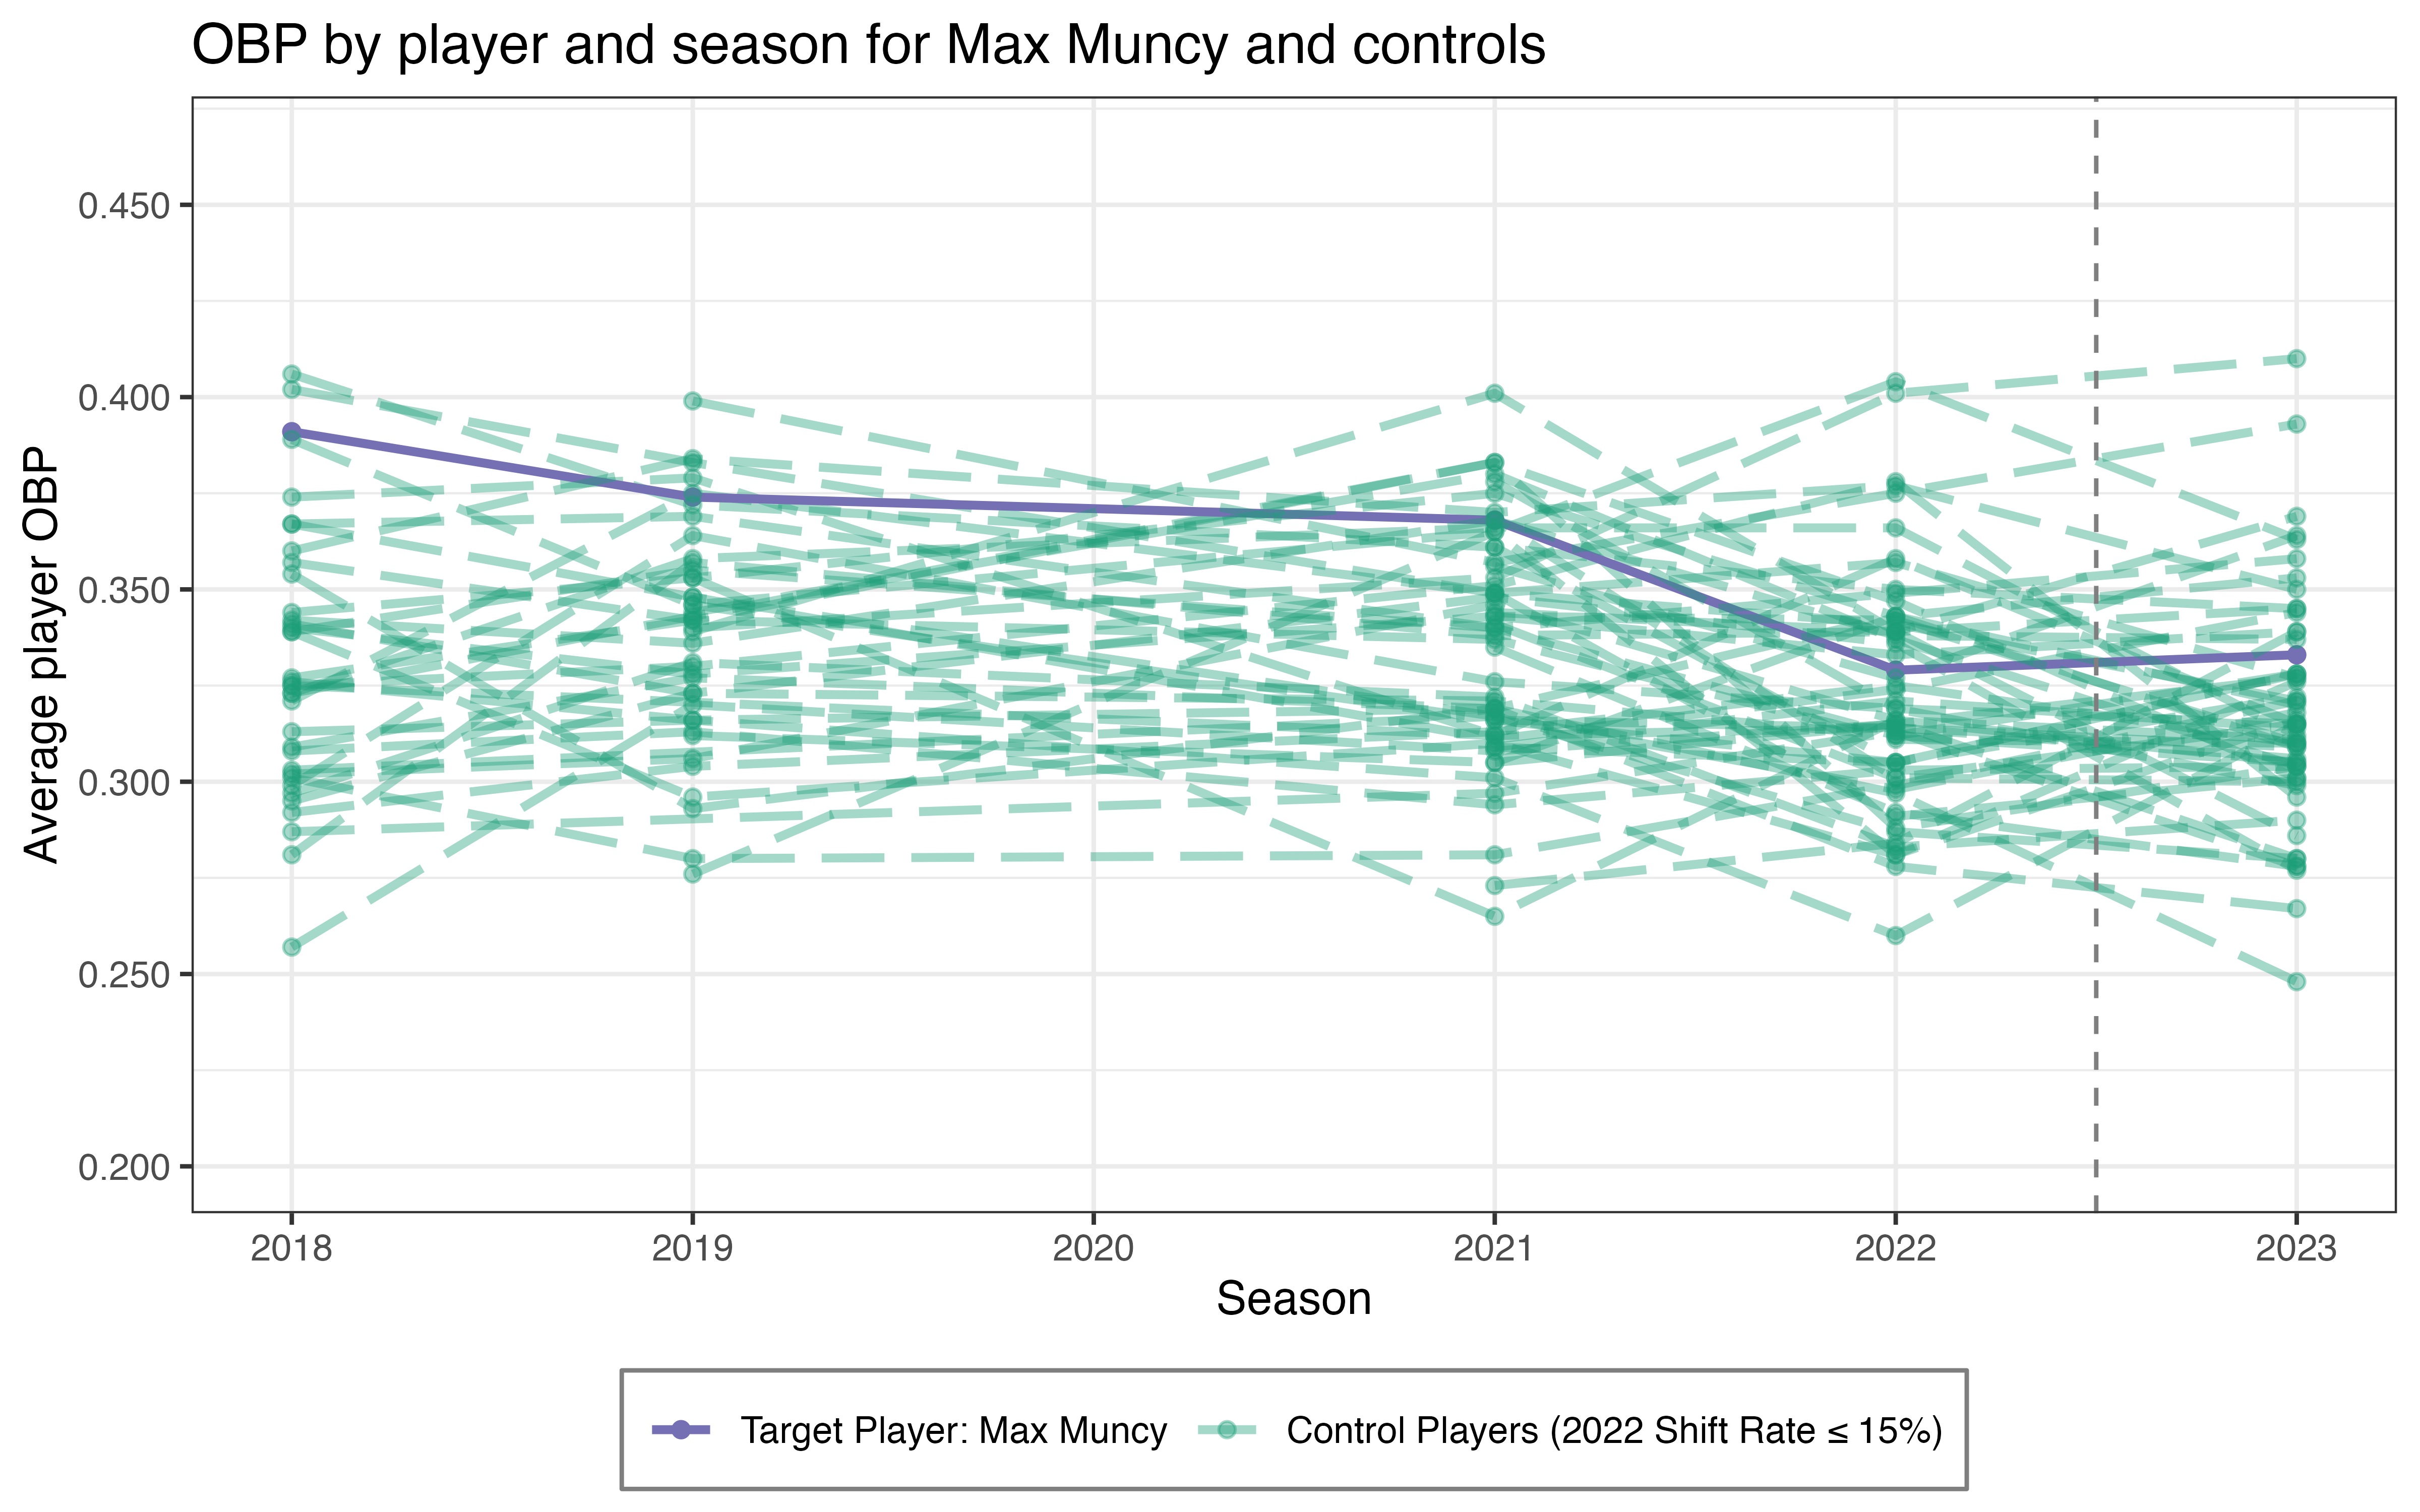 OBP by player and season for Max Muncy and controls
Average player OBP
0.450
0.400
0.350
0.300
0.250
0.200
2018 2019 2020 2021 2022 2023
Season
Target Player: Max Muncy Control Players (2022 Shift Rate ≤ 15%)